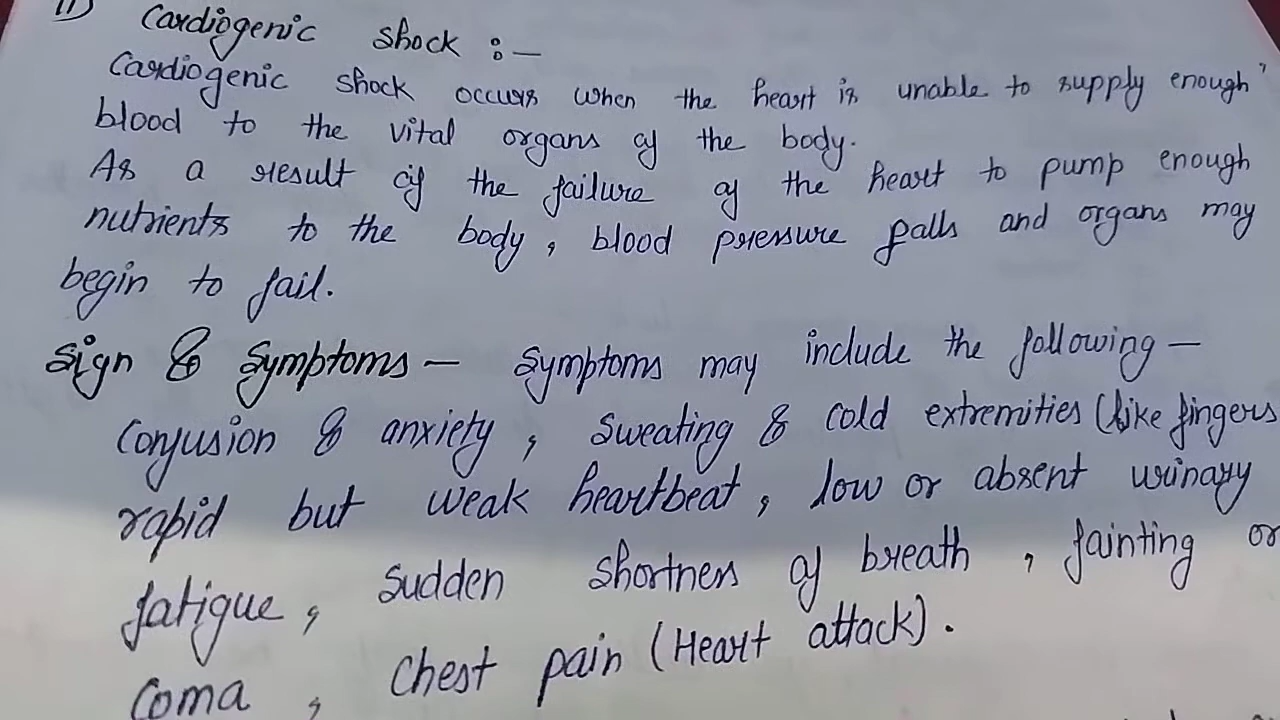 11) Cardiogenic shock :-
Cardiogenic shock occurs when the heart is unable to supply enough
blood to the vital organs of the body.
As a result of the failure of the heart to pump enough
nutrients to the body, blood pressure falls and organs may
begin to fail.
Sign & Symptoms - Symptoms may include the following -
Confusion & anxiety, Sweating & cold extremities (like fingers
rapid but weak heartbeat, low or absent urinary
fatigue, sudden shortness of breath, fainting or
Coma, Chest pain (Heart attack).